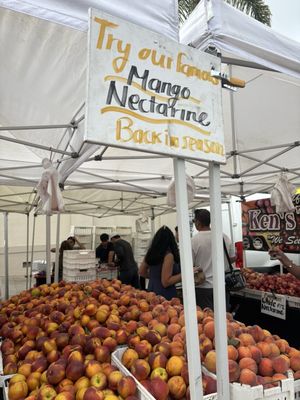 Try our famous
Mango
Nectarine
Back in season
Ken's